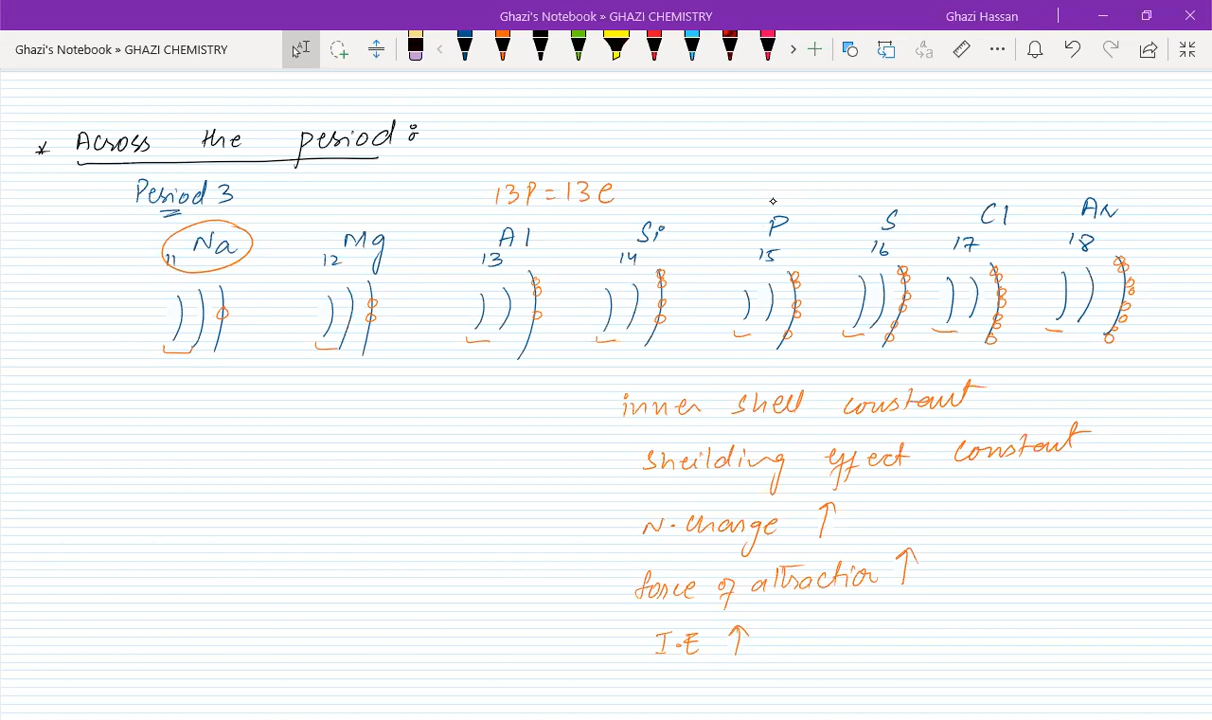 Ghazi's Notebook » GHAZI CHEMISTRY
Ghazi Hassan
Ghazi's Notebook » GHAZI CHEMISTRY
* Across the period:
Period 3
13P = 13e
Na Mg Al Si P S Cl Ar
11 12 13 14 15 16 17 18
inner shell constant
sheilding effect constant
N. charge ↑
force of attraction ↑
I.E ↑